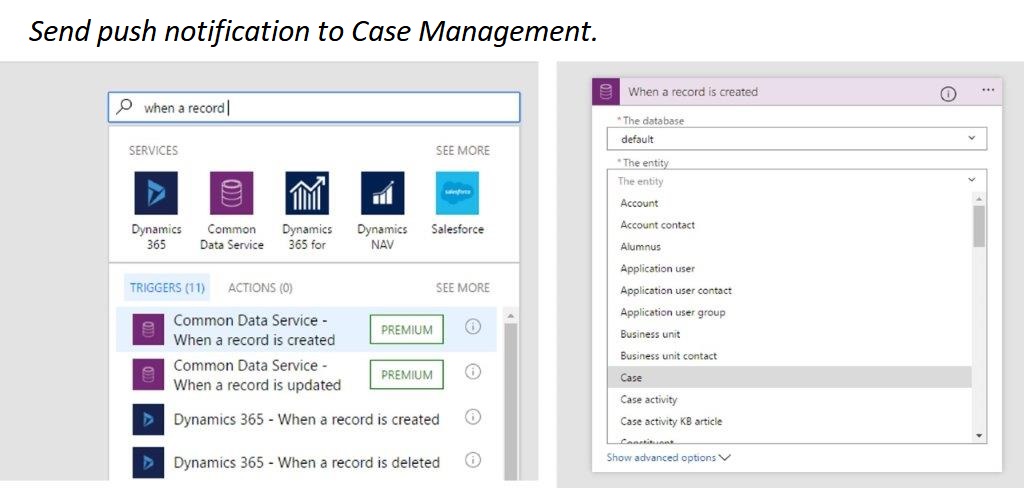 Send push notification to Case Management.
when a record
SERVICES SEE MORE
salesforce
Dynamics 365
Common Data Service
Dynamics 365 for
Dynamics NAV
Salesforce
TRIGGERS (11) ACTIONS (0) SEE MORE
Common Data Service -
When a record is created
PREMIUM
Common Data Service -
When a record is updated
PREMIUM
Dynamics 365 - When a record is created
Dynamics 365 - When a record is deleted
When a record is created
* The database
default
* The entity
The entity
Account
Account contact
Alumnus
Application user
Application user contact
Application user group
Business unit
Business unit contact
Case
Case activity
Case activity KB article
Constituent
Show advanced options